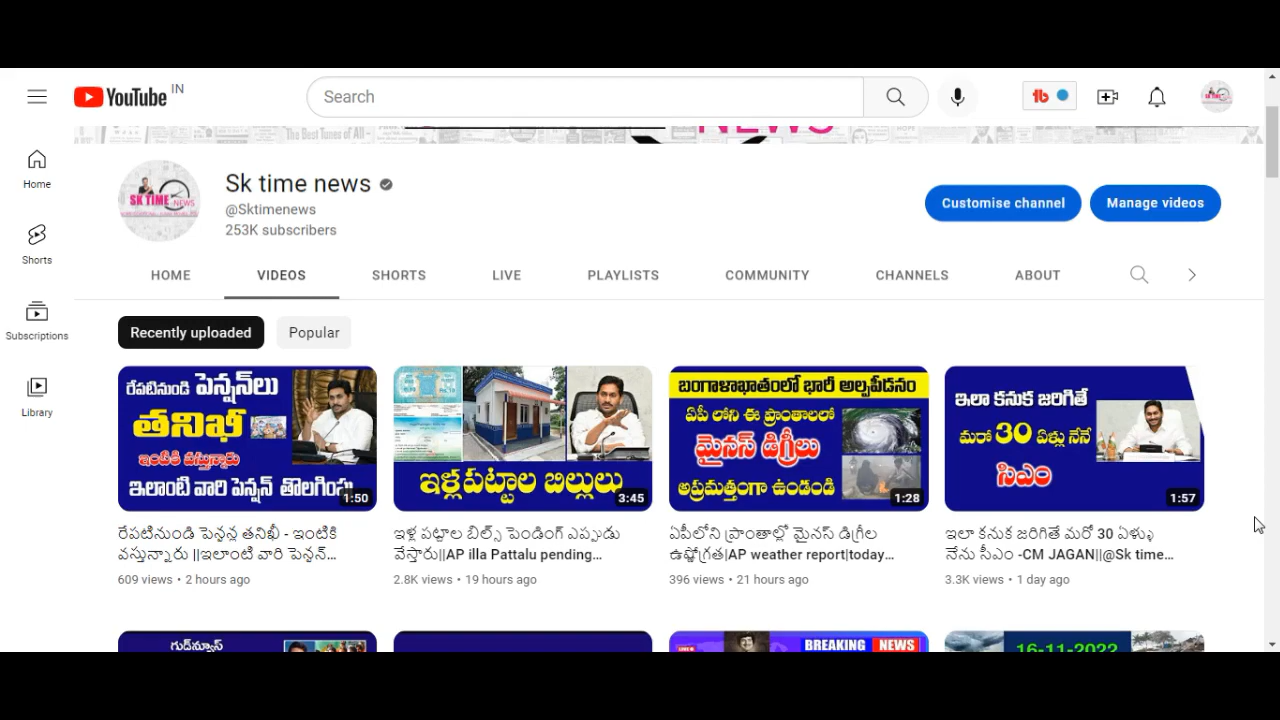 YouTube IN
Search
NEWS
Sk time news
@Sktimenews
253K subscribers
Customise channel
Manage videos
Home
Shorts
Subscriptions
Library
HOME
VIDEOS
SHORTS
LIVE
PLAYLISTS
COMMUNITY
CHANNELS
ABOUT
Recently uploaded
Popular
రేపటినుండి పెన్షన్‌లు
తనిఖీ
ఇంటికి వస్తున్నారు
ఇలాంటి వారి పెన్షన్ తొలగింపు
1:50
రేపటినుండి పెన్షన్ల తనిఖీ - ఇంటికి
వస్తున్నారు ||ఇలాంటి వారి పెన్షన్...
609 views • 2 hours ago
ఇళ్లపట్టాల బిల్లులు
3:45
ఇళ్ల పట్టాల బిల్స్ పెండింగ్ ఎప్పుడు
వేస్తారు||AP illa Pattalu pending...
2.8K views • 19 hours ago
బంగాళాఖాతంలో భారీ అల్పపీడనం
ఏపీ లోని ఈ ప్రాంతాలలో
మైనస్ డిగ్రీలు
అప్రమత్తంగా ఉండండి
1:28
ఏపీలోని ప్రాంతాల్లో మైనస్ డిగ్రీల
ఉష్ణోగ్రత|AP weather report|today...
396 views • 21 hours ago
ఇలా కనుక జరిగితే
మరో 30 ఏళ్లు నేనే
సిఎం
1:57
ఇలా కనుక జరిగితే మరో 30 ఏళ్ళు
నేను సీఎం -CM JAGAN||@Sk time...
3.3K views • 1 day ago
గుడ్‌న్యూస్
BREAKING NEWS
16-11-2022
SK TIME NEWS